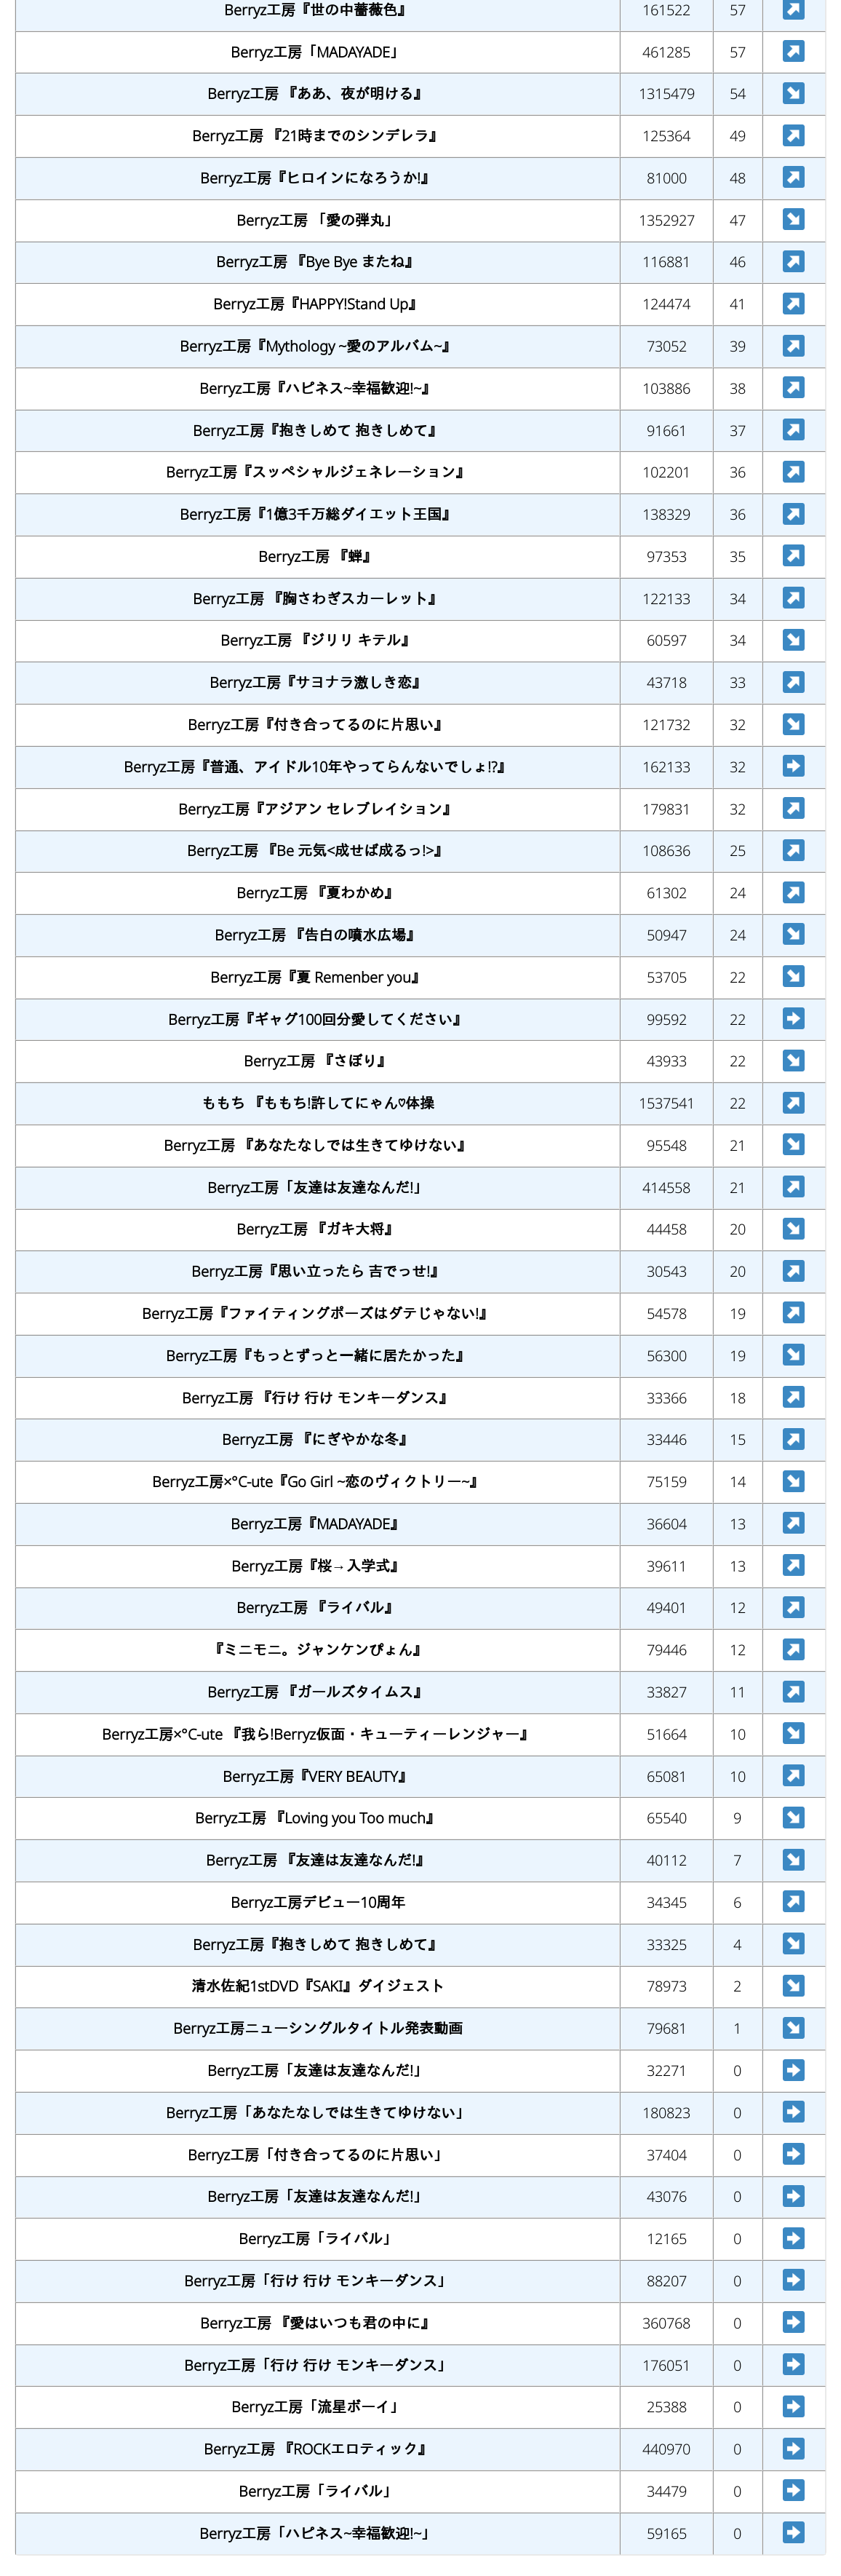 Berryz工房『世の中薔薇色』 161522 57 ↗
Berryz工房「MADAYADE」 461285 57 ↗
Berryz工房 『ああ、夜が明ける』 1315479 54 ↘
Berryz工房 『21時までのシンデレラ』 125364 49 ↗
Berryz工房『ヒロインになろうか!』 81000 48 ↗
Berryz工房 「愛の弾丸」 1352927 47 ↘
Berryz工房 『Bye Bye またね』 116881 46 ↗
Berryz工房『HAPPY!Stand Up』 124474 41 ↗
Berryz工房『Mythology ~愛のアルバム~』 73052 39 ↗
Berryz工房『ハピネス~幸福歓迎!~』 103886 38 ↗
Berryz工房『抱きしめて 抱きしめて』 91661 37 ↗
Berryz工房『スッペシャルジェネレーション』 102201 36 ↗
Berryz工房『1億3千万総ダイエット王国』 138329 36 ↗
Berryz工房 『蝉』 97353 35 ↗
Berryz工房 『胸さわぎスカーレット』 122133 34 ↗
Berryz工房 『ジリリ キテル』 60597 34 ↘
Berryz工房『サヨナラ激しき恋』 43718 33 ↗
Berryz工房『付き合ってるのに片思い』 121732 32 ↘
Berryz工房『普通、アイドル10年やってらんないでしょ!?』 162133 32 ➡
Berryz工房『アジアン セレブレイション』 179831 32 ↗
Berryz工房 『Be 元気<成せば成るっ!>』 108636 25 ↗
Berryz工房 『夏わかめ』 61302 24 ↗
Berryz工房 『告白の噴水広場』 50947 24 ↘
Berryz工房『夏 Remenber you』 53705 22 ↘
Berryz工房『ギャグ100回分愛してください』 99592 22 ➡
Berryz工房 『さぼり』 43933 22 ↘
ももち 『ももち!許してにゃん♡体操 1537541 22 ↗
Berryz工房 『あなたなしでは生きてゆけない』 95548 21 ↘
Berryz工房「友達は友達なんだ!」 414558 21 ↗
Berryz工房 『ガキ大将』 44458 20 ↘
Berryz工房『思い立ったら 吉でっせ!』 30543 20 ↗
Berryz工房『ファイティングポーズはダテじゃない!』 54578 19 ↗
Berryz工房『もっとずっと一緒に居たかった』 56300 19 ↘
Berryz工房 『行け 行け モンキーダンス』 33366 18 ↗
Berryz工房 『にぎやかな冬』 33446 15 ↗
Berryz工房×°C-ute『Go Girl ~恋のヴィクトリー~』 75159 14 ↘
Berryz工房『MADAYADE』 36604 13 ↗
Berryz工房『桜→入学式』 39611 13 ↗
Berryz工房 『ライバル』 49401 12 ↗
『ミニモニ。ジャンケンぴょん』 79446 12 ↗
Berryz工房 『ガールズタイムス』 33827 11 ↗
Berryz工房×°C-ute 『我ら!Berryz仮面・キューティーレンジャー』 51664 10 ↘
Berryz工房『VERY BEAUTY』 65081 10 ↗
Berryz工房 『Loving you Too much』 65540 9 ↘
Berryz工房 『友達は友達なんだ!』 40112 7 ↘
Berryz工房デビュー10周年 34345 6 ↗
Berryz工房『抱きしめて 抱きしめて』 33325 4 ↘
清水佐紀1stDVD『SAKI』ダイジェスト 78973 2 ↘
Berryz工房ニューシングルタイトル発表動画 79681 1 ↘
Berryz工房「友達は友達なんだ!」 32271 0 ➡
Berryz工房「あなたなしでは生きてゆけない」 180823 0 ➡
Berryz工房「付き合ってるのに片思い」 37404 0 ➡
Berryz工房「友達は友達なんだ!」 43076 0 ➡
Berryz工房「ライバル」 12165 0 ➡
Berryz工房「行け 行け モンキーダンス」 88207 0 ➡
Berryz工房 『愛はいつも君の中に』 360768 0 ➡
Berryz工房「行け 行け モンキーダンス」 176051 0 ➡
Berryz工房「流星ボーイ」 25388 0 ➡
Berryz工房 『ROCKエロティック』 440970 0 ➡
Berryz工房「ライバル」 34479 0 ➡
Berryz工房「ハピネス~幸福歓迎!~」 59165 0 ➡